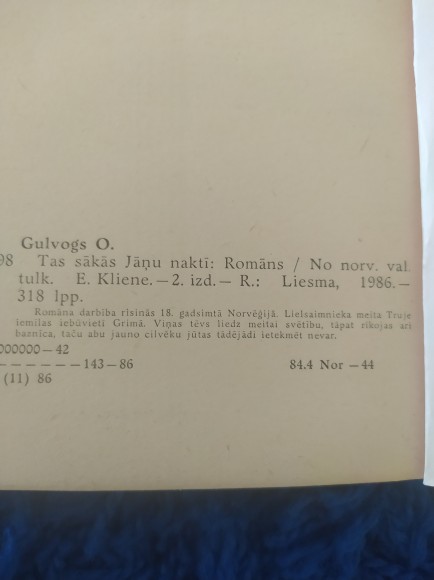 Gulvogs O.
98 Tas sākās Jāņu naktī: Romāns / No norv. val.
tulk. E. Kliene. — 2. izd. — R.: Liesma, 1986. —
318 lpp.
Romāna darbība risinās 18. gadsimtā Norvēģijā. Lielsaimnieka meita Truje
iemīlas iebūvieti Grimā. Viņas tēvs liedz meitai svētību, tāpat rīkojas arī
baznīca, taču abu jauno cilvēku jūtas tādējādi ietekmēt nevar.
000000—42
— — — — — — 143—86 84.4 Nor — 44
(11) 86